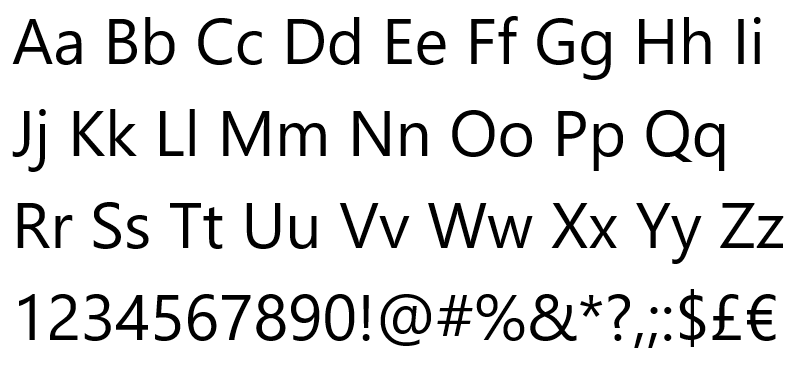 Aa Bb Cc Dd Ee Ff Gg Hh Ii
Jj Kk Ll Mm Nn Oo Pp Qq
Rr Ss Tt Uu Vv Ww Xx Yy Zz
1234567890!@#%&*?,;:$£€